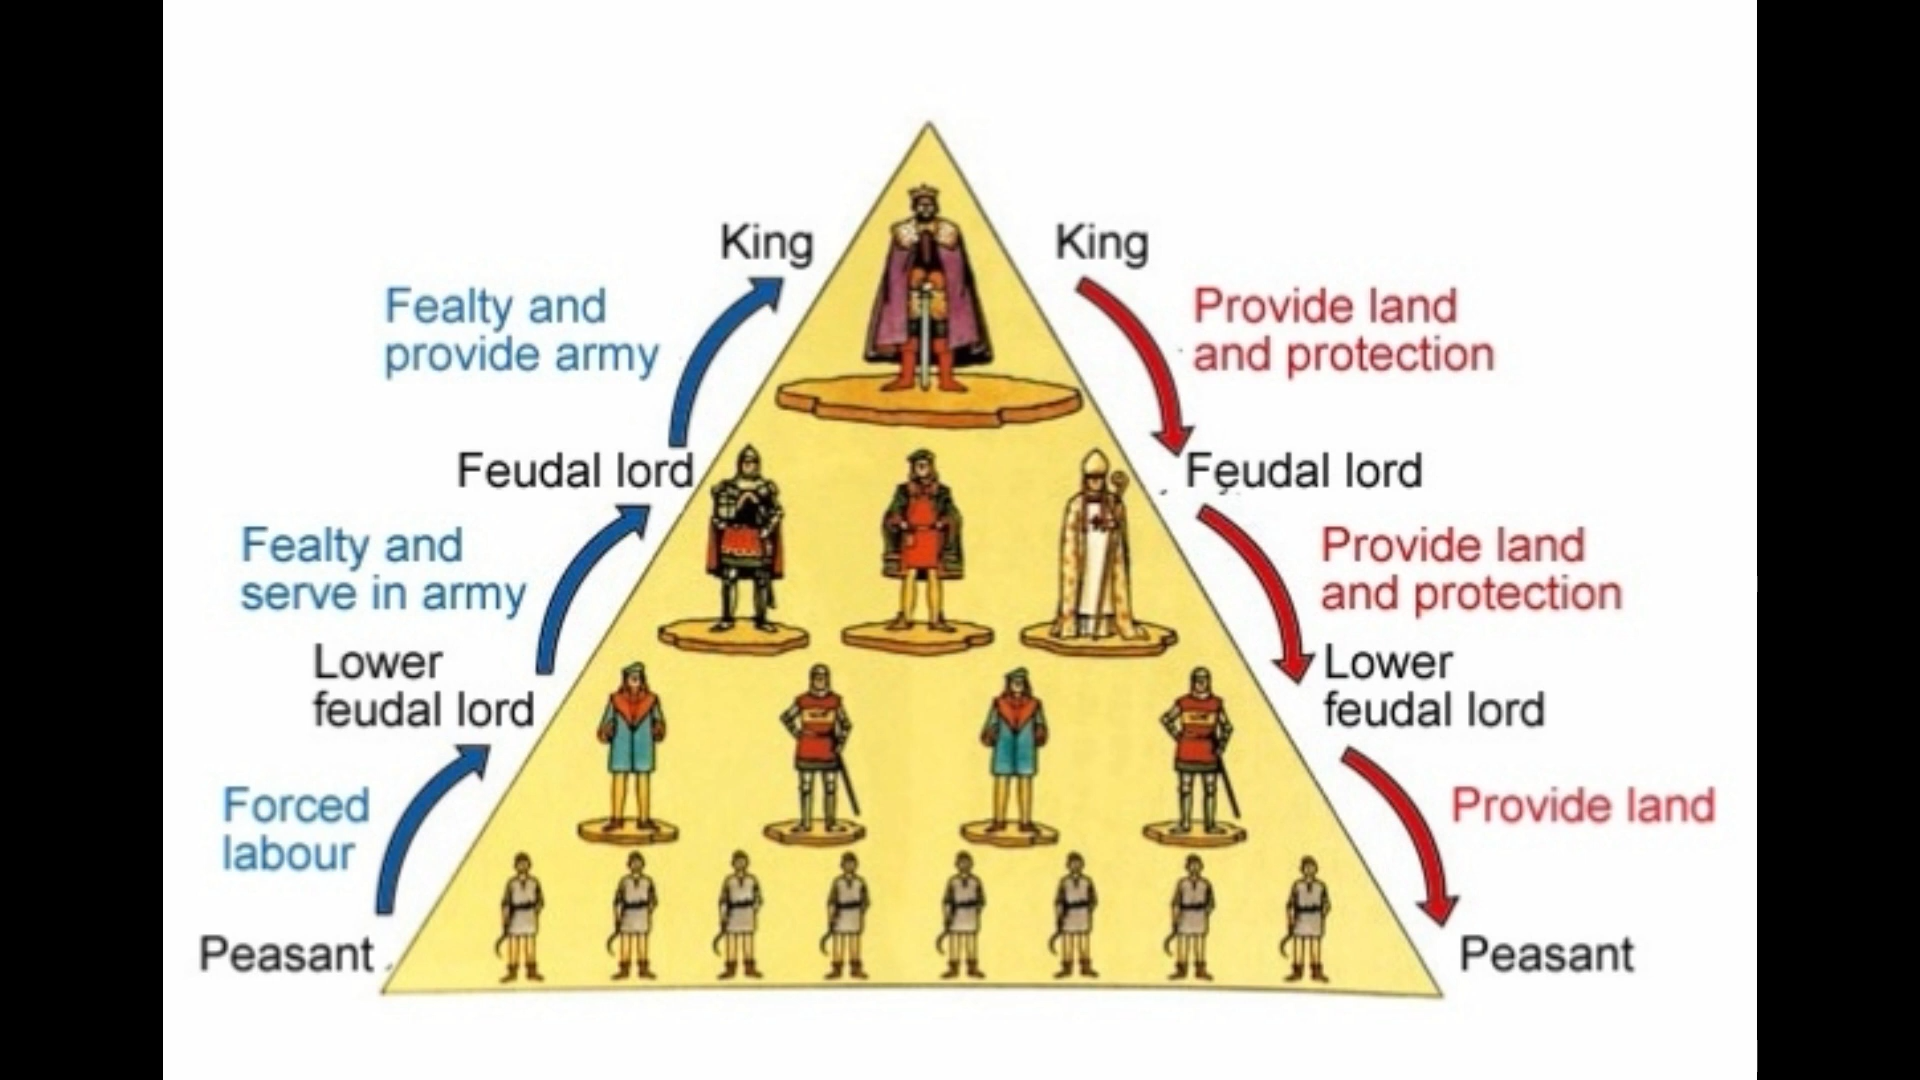 King
King
Fealty and
provide army
Provide land
and protection
Feudal lord
Feudal lord
Fealty and
serve in army
Provide land
and protection
Lower
feudal lord
Lower
feudal lord
Forced
labour
Provide land
Peasant
Peasant